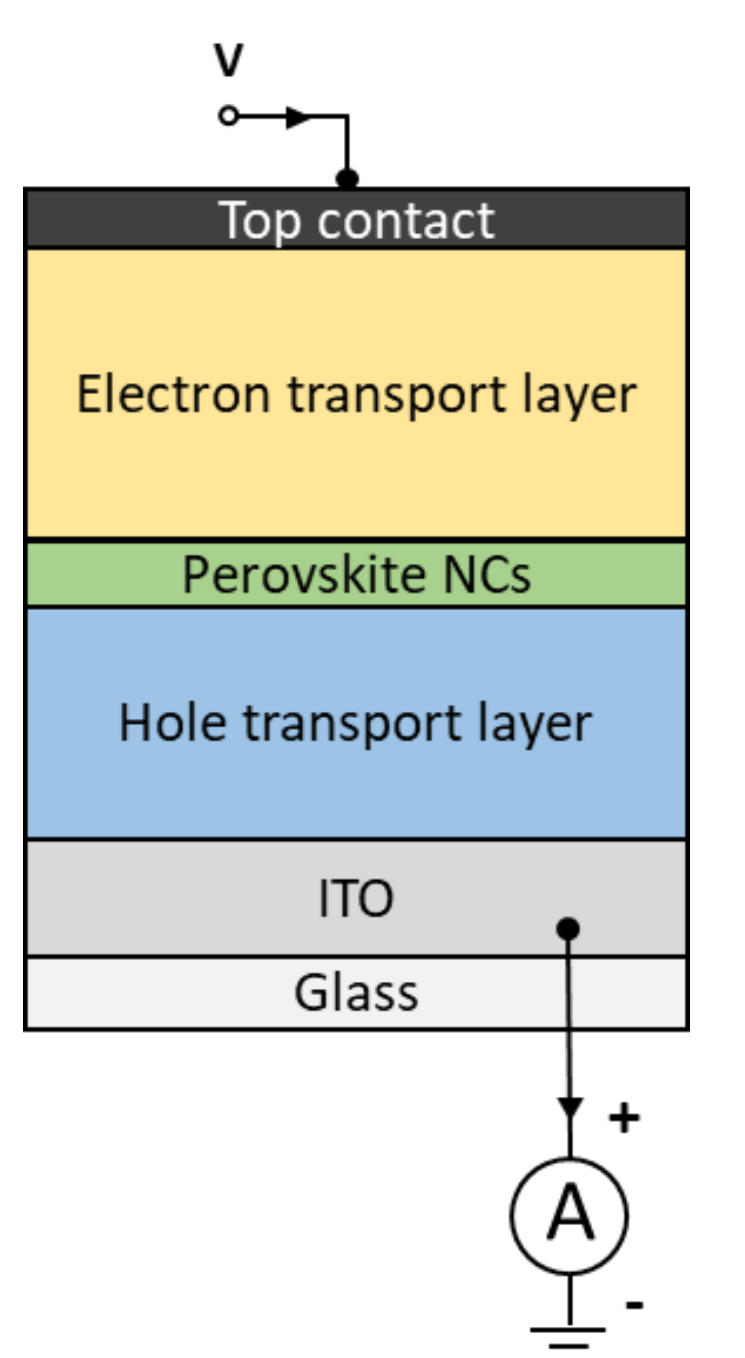 V
Top contact
Electron transport layer
Perovskite NCs
Hole transport layer
ITO
Glass
+
A
-